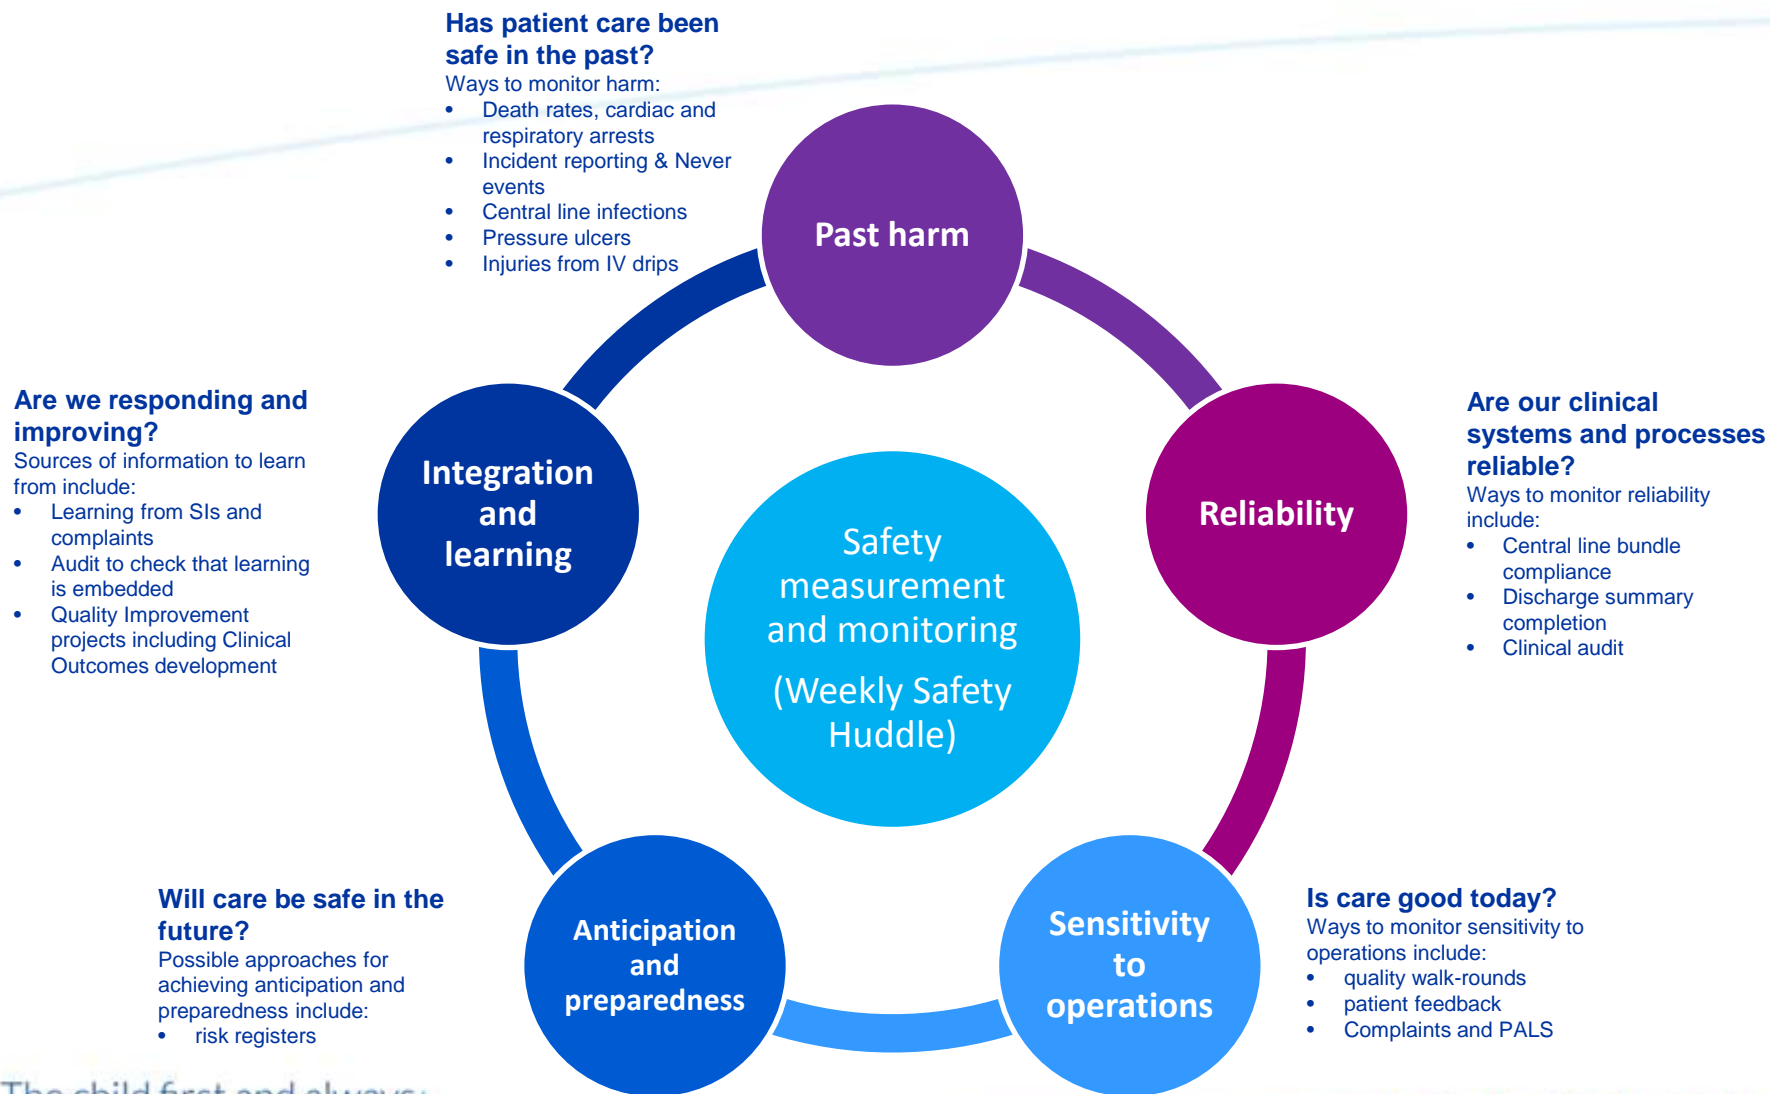 Has patient care been
safe in the past?
Ways to monitor harm:
• Death rates, cardiac and
respiratory arrests
• Incident reporting & Never
events
• Central line infections
• Pressure ulcers
• Injuries from IV drips
Past harm
Are our clinical
systems and processes
reliable?
Ways to monitor reliability
include:
• Central line bundle
compliance
• Discharge summary
completion
• Clinical audit
Reliability
Is care good today?
Ways to monitor sensitivity to
operations include:
• quality walk-rounds
• patient feedback
• Complaints and PALS
Sensitivity
to
operations
Will care be safe in the
future?
Possible approaches for
achieving anticipation and
preparedness include:
• risk registers
Anticipation
and
preparedness
Are we responding and
improving?
Sources of information to learn
from include:
• Learning from SIs and
complaints
• Audit to check that learning
is embedded
• Quality Improvement
projects including Clinical
Outcomes development
Integration
and
learning
Safety
measurement
and monitoring
(Weekly Safety
Huddle)
The child first and always